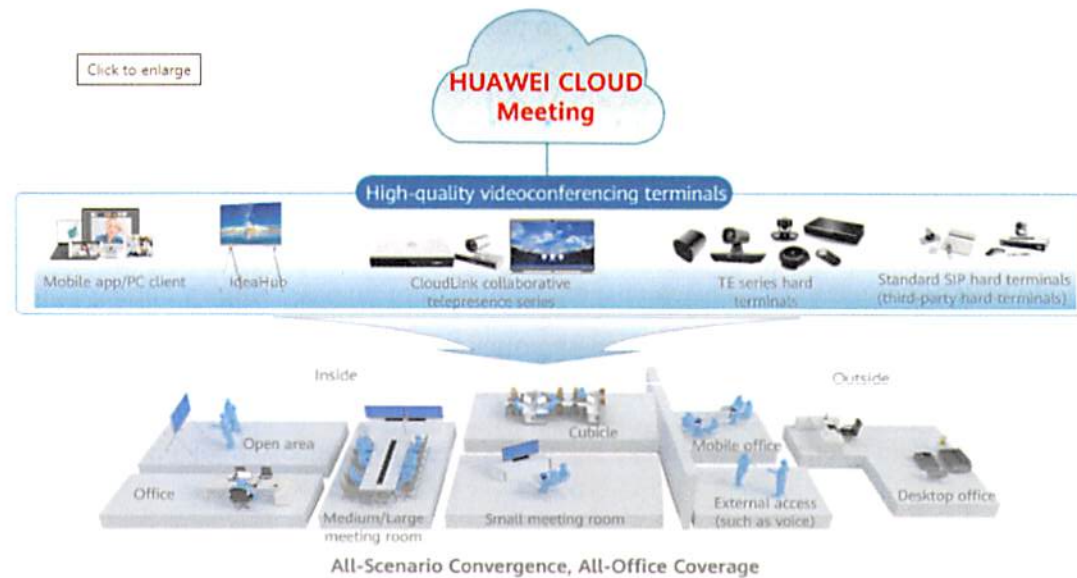 Click to enlarge
HUAWEI CLOUD
Meeting
High-quality videoconferencing terminals
Mobile app/PC client
IdeaHub
CloudLink collaborative
telepresence series
TE series hard
terminals
Standard SIP hard terminals
(third-party hard terminals)
Inside
Outside
Open area
Cubicle
Mobile office
Office
Medium/Large
meeting room
Small meeting room
External access
(such as voice)
Desktop office
All-Scenario Convergence, All-Office Coverage